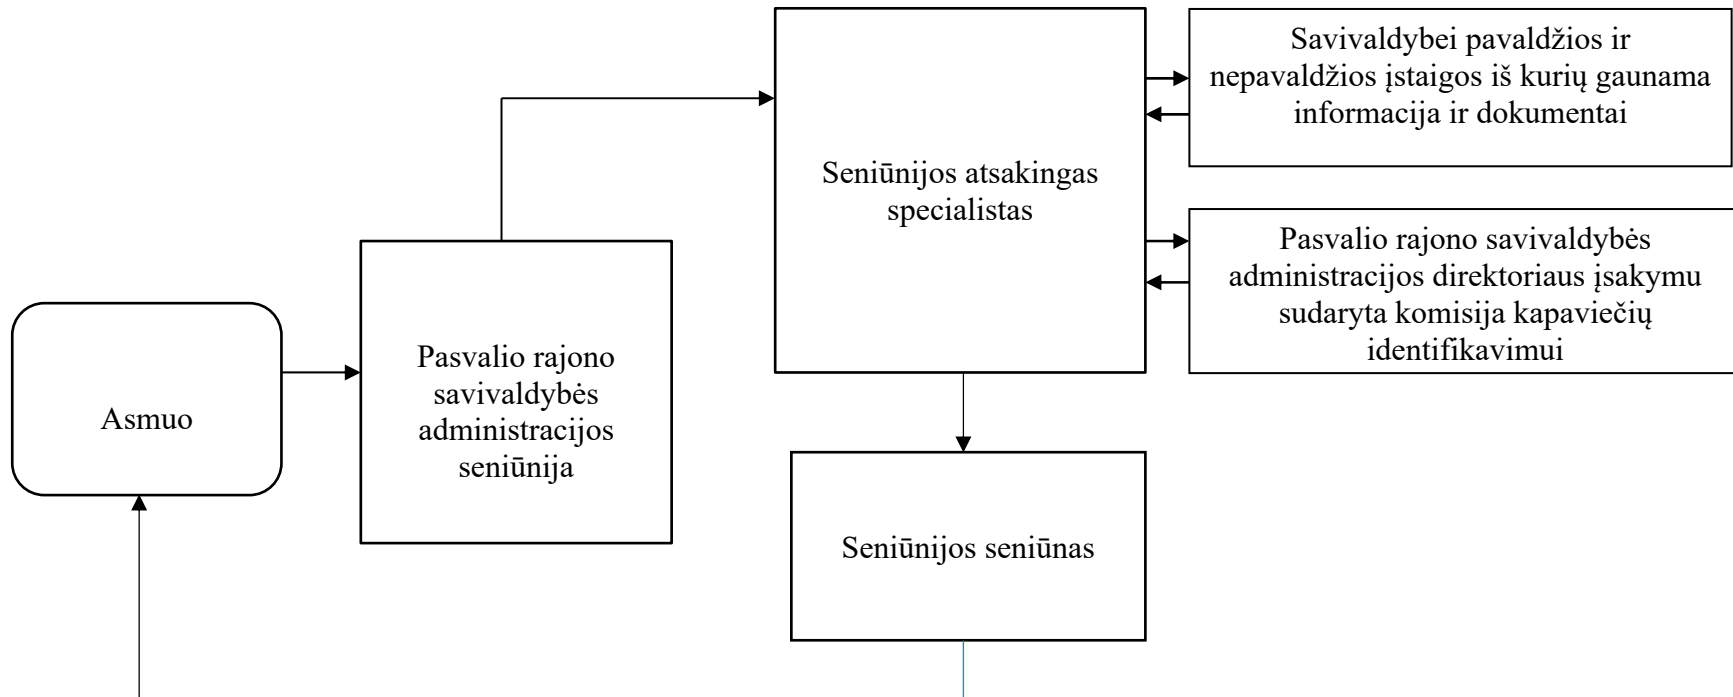 Savivaldybei pavaldžios ir
nepavaldžios įstaigos iš kurių gaunama
informacija ir dokumentai
Seniūnijos atsakingas
specialistas
Pasvalio rajono savivaldybės
administracijos direktoriaus įsakymu
sudaryta komisija kapaviečių
identifikavimui
Pasvalio rajono
savivaldybės
administracijos
seniūnija
Asmuo
Seniūnijos seniūnas